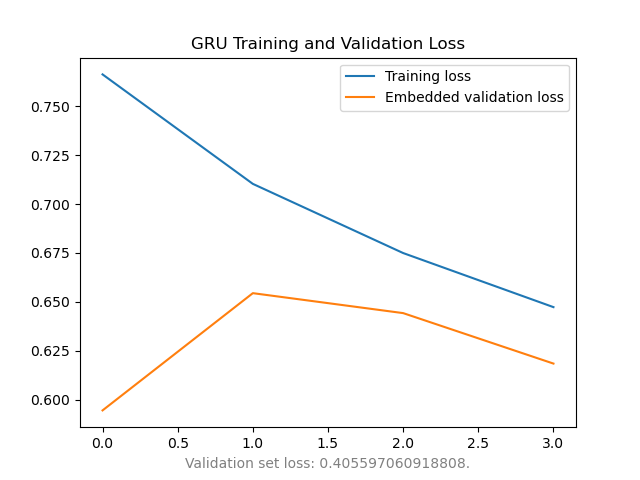 GRU Training and Validation Loss
Training loss
Embedded validation loss
0.750
0.725
0.700
0.675
0.650
0.625
0.600
0.0 0.5 1.0 1.5 2.0 2.5 3.0
Validation set loss: 0.405597060918808.